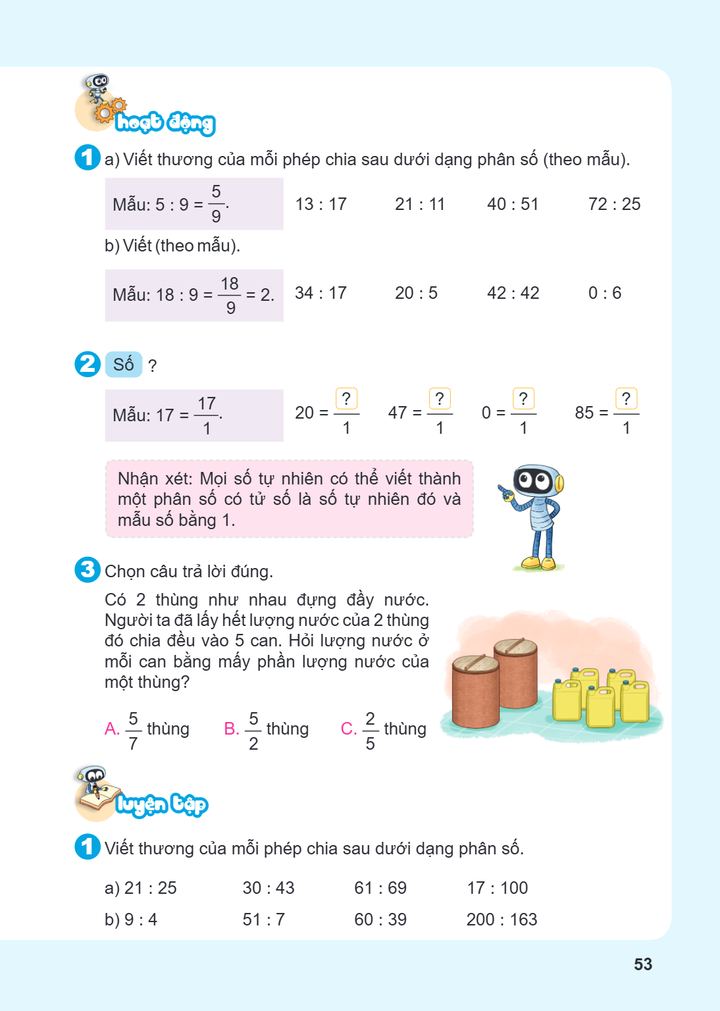 hoạt động
1 a) Viết thương của mỗi phép chia sau dưới dạng phân số (theo mẫu).
Mẫu: 5 : 9 = 5/9. 13 : 17 21 : 11 40 : 51 72 : 25
b) Viết (theo mẫu).
Mẫu: 18 : 9 = 18/9 = 2. 34 : 17 20 : 5 42 : 42 0 : 6
2 Số ?
Mẫu: 17 = 17/1. 20 = ?/1 47 = ?/1 0 = ?/1 85 = ?/1
Nhận xét: Mọi số tự nhiên có thể viết thành
một phân số có tử số là số tự nhiên đó và
mẫu số bằng 1.
3 Chọn câu trả lời đúng.
Có 2 thùng như nhau đựng đầy nước.
Người ta đã lấy hết lượng nước của 2 thùng
đó chia đều vào 5 can. Hỏi lượng nước ở
mỗi can bằng mấy phần lượng nước của
một thùng?
A. 5/7 thùng B. 5/2 thùng C. 2/5 thùng
luyện tập
1 Viết thương của mỗi phép chia sau dưới dạng phân số.
a) 21 : 25 30 : 43 61 : 69 17 : 100
b) 9 : 4 51 : 7 60 : 39 200 : 163
53